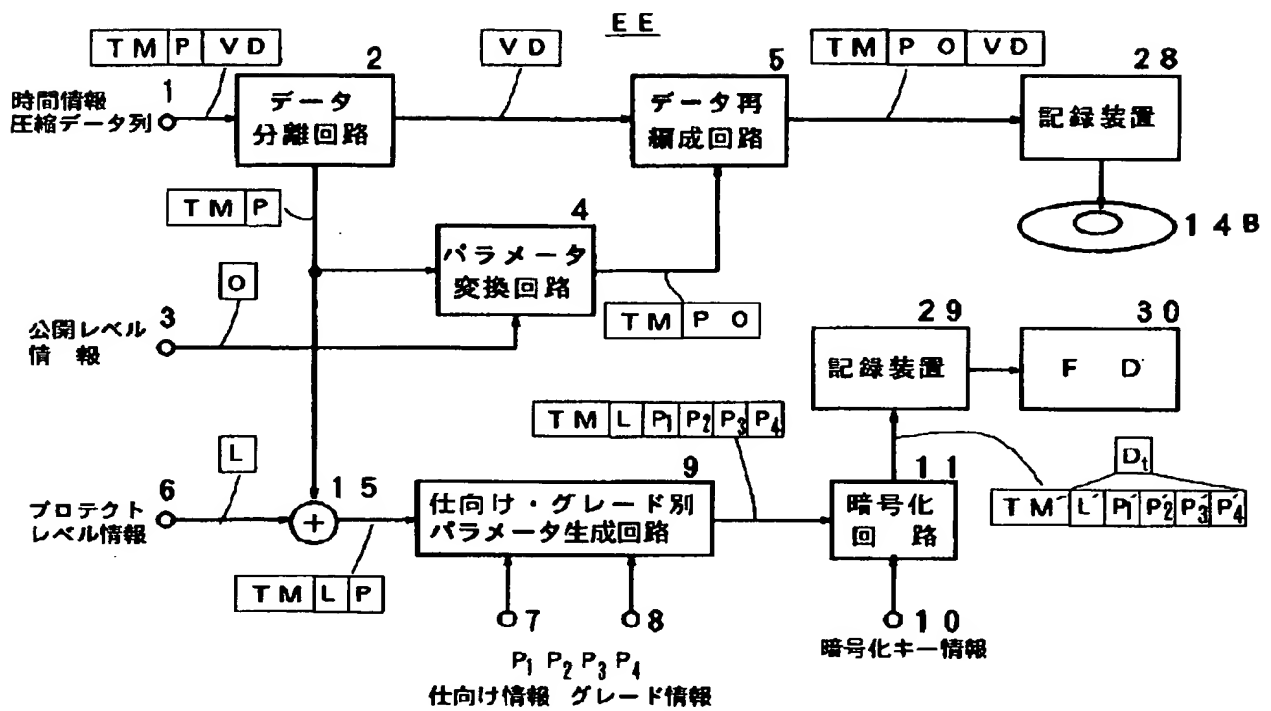 EE
TM P VD
VD
TM PO VD
1
2
5
28
時間情報
圧縮データ列
データ
分離回路
データ再
編成回路
記録装置
TM P
4
14B
O
パラメータ
変換回路
3
公開レベル
情 報
TM PO
29
30
記録装置
F D
TM L P1 P2 P3 P4
L
Dt
6
15
9
11
プロテクト
レベル情報
+
仕向け・グレード別
パラメータ生成回路
暗号化
回 路
TM' L' P1' P2' P3' P4'
TM L P
7
8
10
P1 P2 P3 P4
暗号化キー情報
仕向け情報 グレード情報